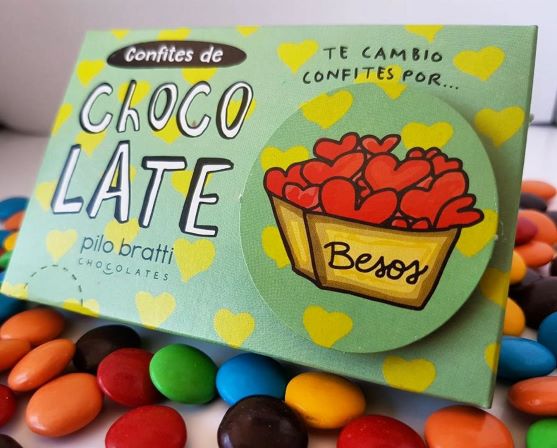 Confites de
CHOCO
LATE
pilo bratti
CHOCOLATES
TE CAMBIO
CONFITES POR...
Besos